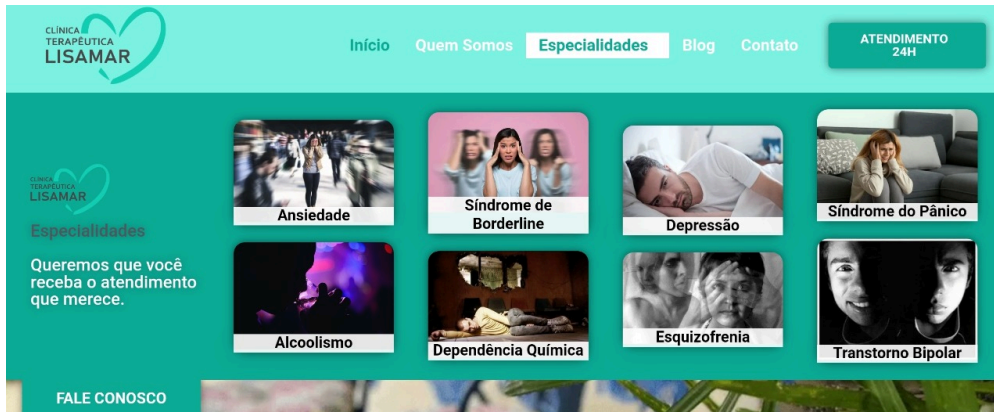 CLÍNICA
TERAPÊUTICA
LISAMAR
Início Quem Somos Especialidades Blog Contato
ATENDIMENTO
24H
CLÍNICA
TERAPÊUTICA
LISAMAR
Especialidades
Queremos que você
receba o atendimento
que merece.
Ansiedade
Síndrome de
Borderline
Depressão
Síndrome do Pânico
Alcoolismo
Dependência Química
Esquizofrenia
Transtorno Bipolar
FALE CONOSCO